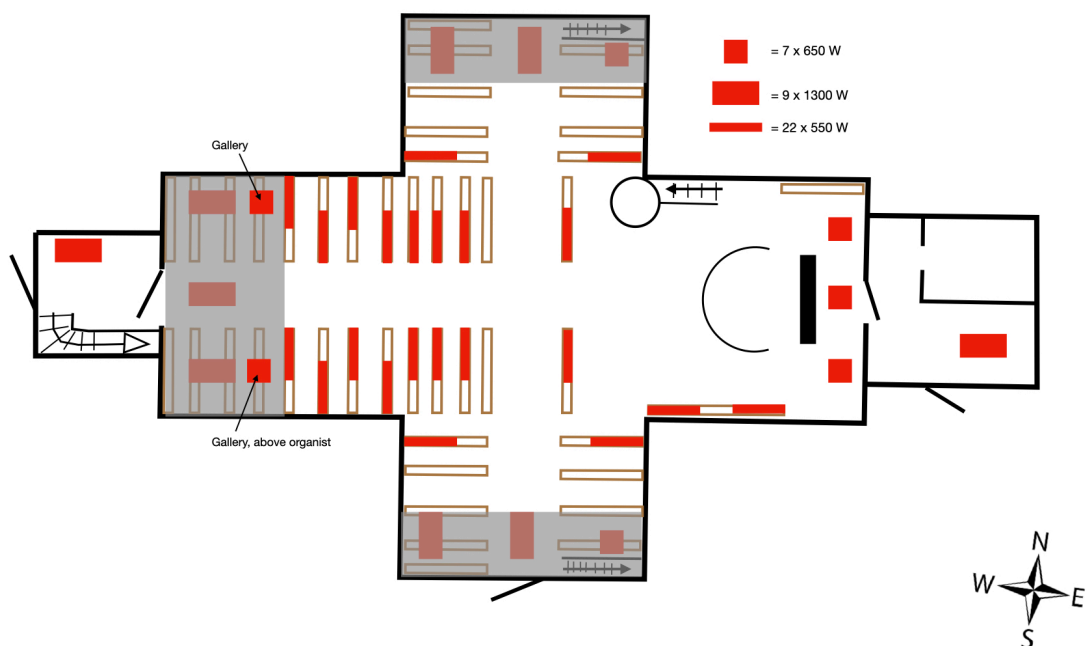 = 7 x 650 W
= 9 x 1300 W
= 22 x 550 W
Gallery
Gallery, above organist
N
W
E
S